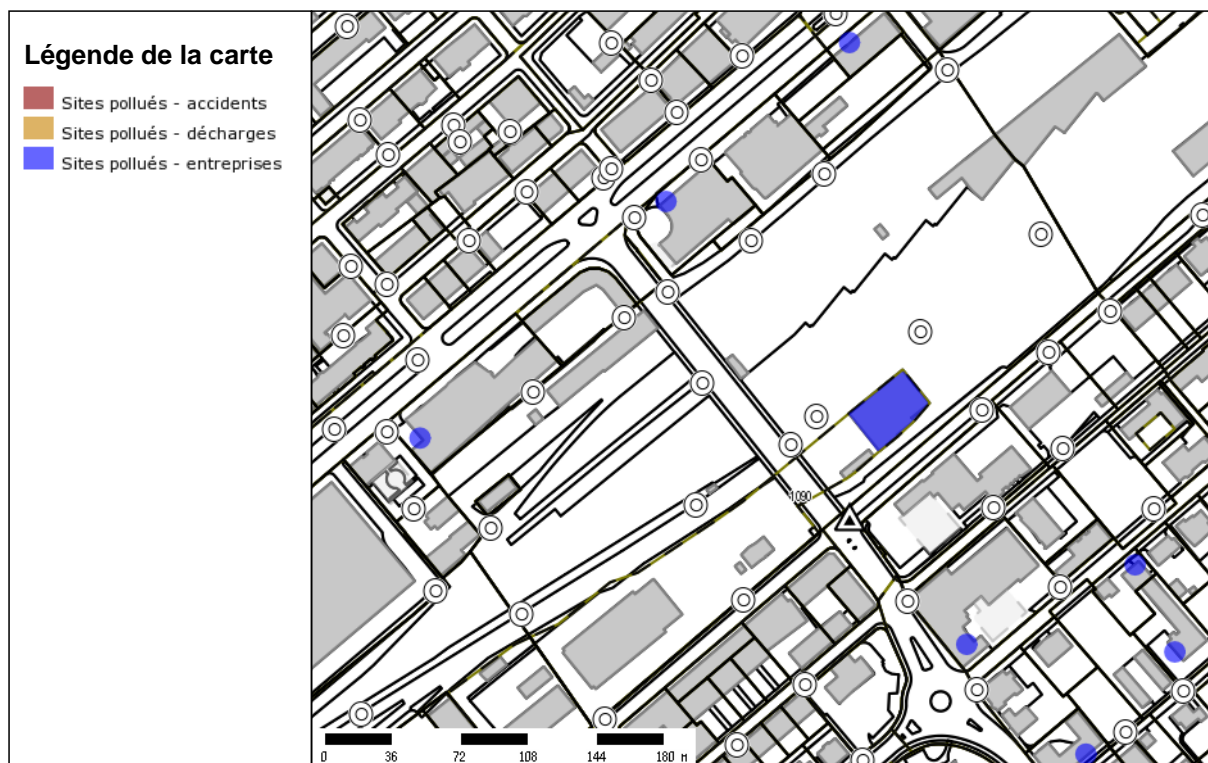 Légende de la carte
Sites pollués - accidents
Sites pollués - décharges
Sites pollués - entreprises
1090
0 36 72 108 144 180 M